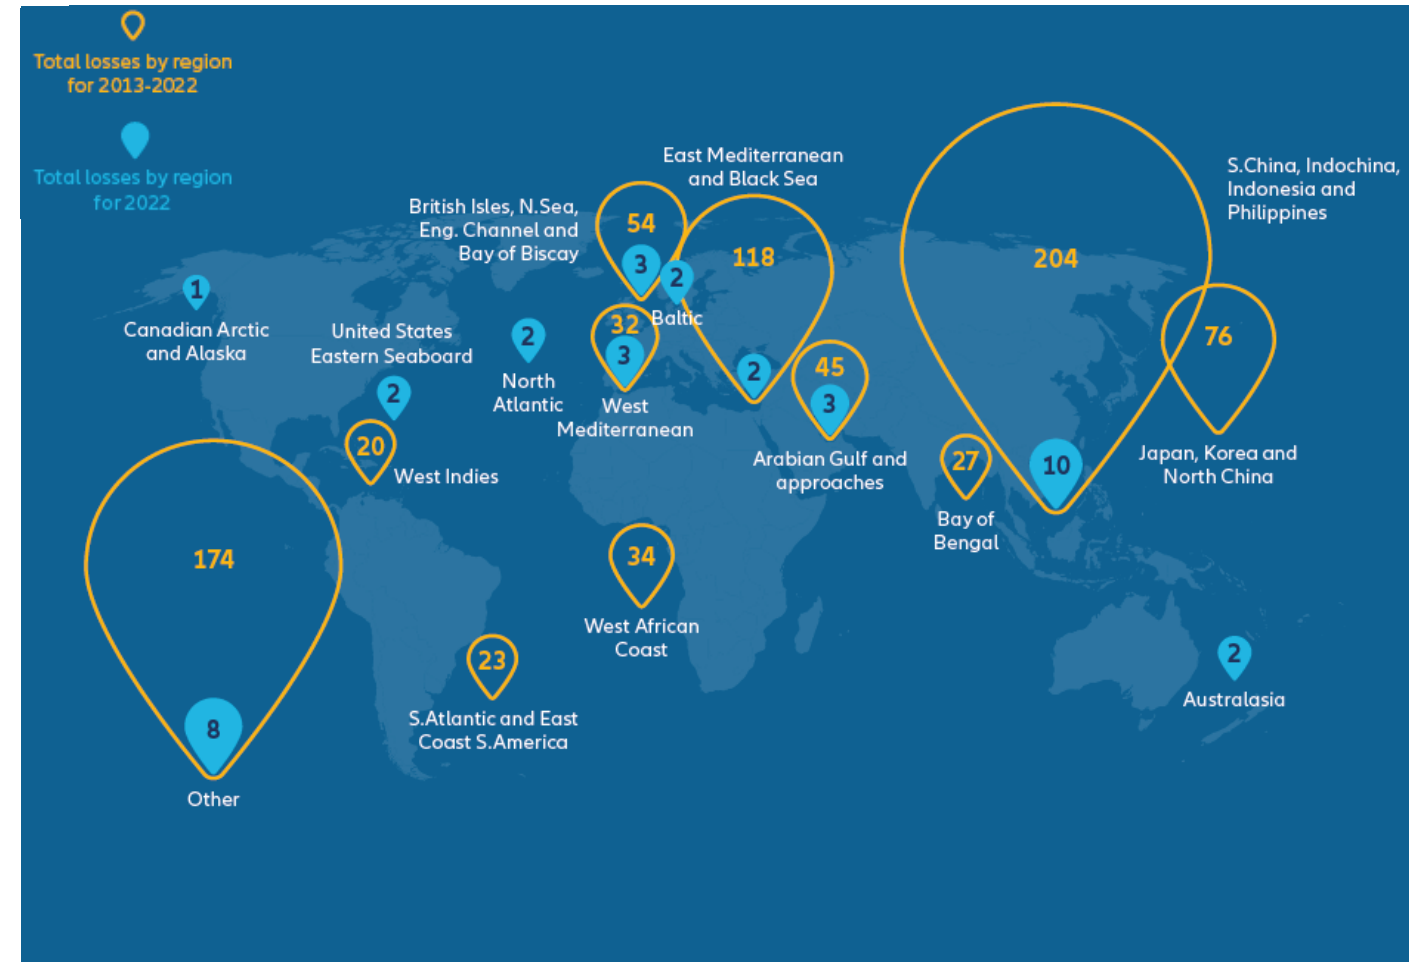 Total losses by region
for 2013-2022
Total losses by region
for 2022
East Mediterranean
and Black Sea
118
2
S.China, Indochina,
Indonesia and
Philippines
204
10
British Isles, N.Sea,
Eng. Channel and
Bay of Biscay
54
3
2
Baltic
1
Canadian Arctic
and Alaska
United States
Eastern Seaboard
2
2
North
Atlantic
32
3
West
Mediterranean
45
3
Arabian Gulf and
approaches
76
Japan, Korea and
North China
20
West Indies
27
Bay of
Bengal
174
8
Other
34
West African
Coast
23
S.Atlantic and East
Coast S.America
2
Australasia